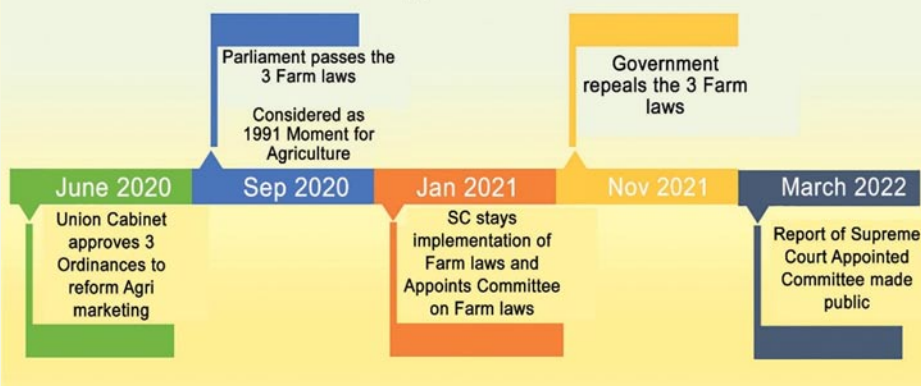 June 2020
Union Cabinet
approves 3
Ordinances to
reform Agri
marketing
Sep 2020
Parliament passes the
3 Farm laws
Considered as
1991 Moment for
Agriculture
Jan 2021
SC stays
implementation of
Farm laws and
Appoints Committee
on Farm laws
Nov 2021
Government
repeals the 3 Farm
laws
March 2022
Report of Supreme
Court Appointed
Committee made
public